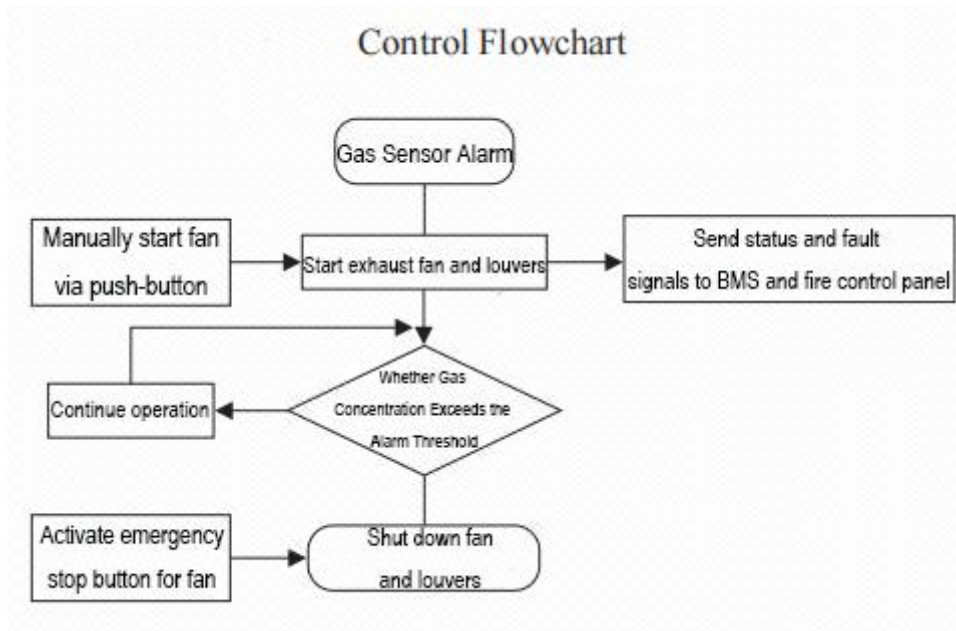 Control Flowchart
Gas Sensor Alarm
Manually start fan
via push-button
Start exhaust fan and louvers
Send status and fault
signals to BMS and fire control panel
Whether Gas
Concentration Exceeds the
Alarm Threshold
Continue operation
Activate emergency
stop button for fan
Shut down fan
and louvers